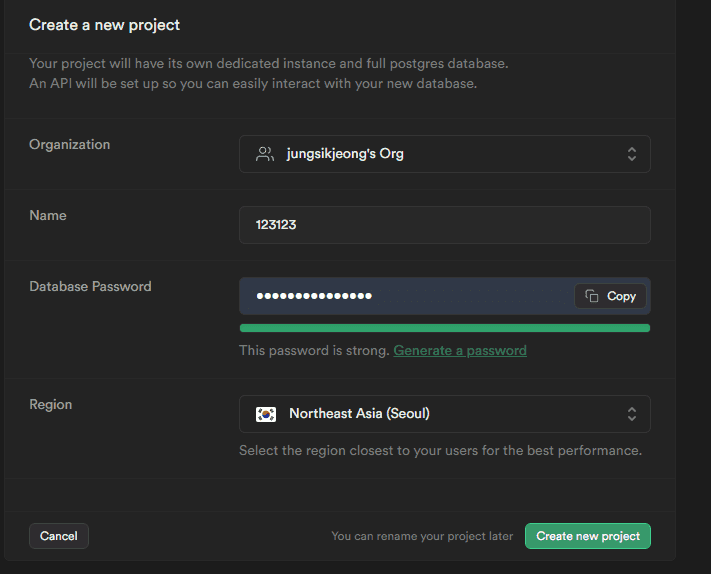 Create a new project
Your project will have its own dedicated instance and full postgres database.
An API will be set up so you can easily interact with your new database.
Organization
jungsikjeong's Org
Name
123123
Database Password
•••••••••••••••
Copy
This password is strong. Generate a password
Region
Northeast Asia (Seoul)
Select the region closest to your users for the best performance.
Cancel
You can rename your project later
Create new project